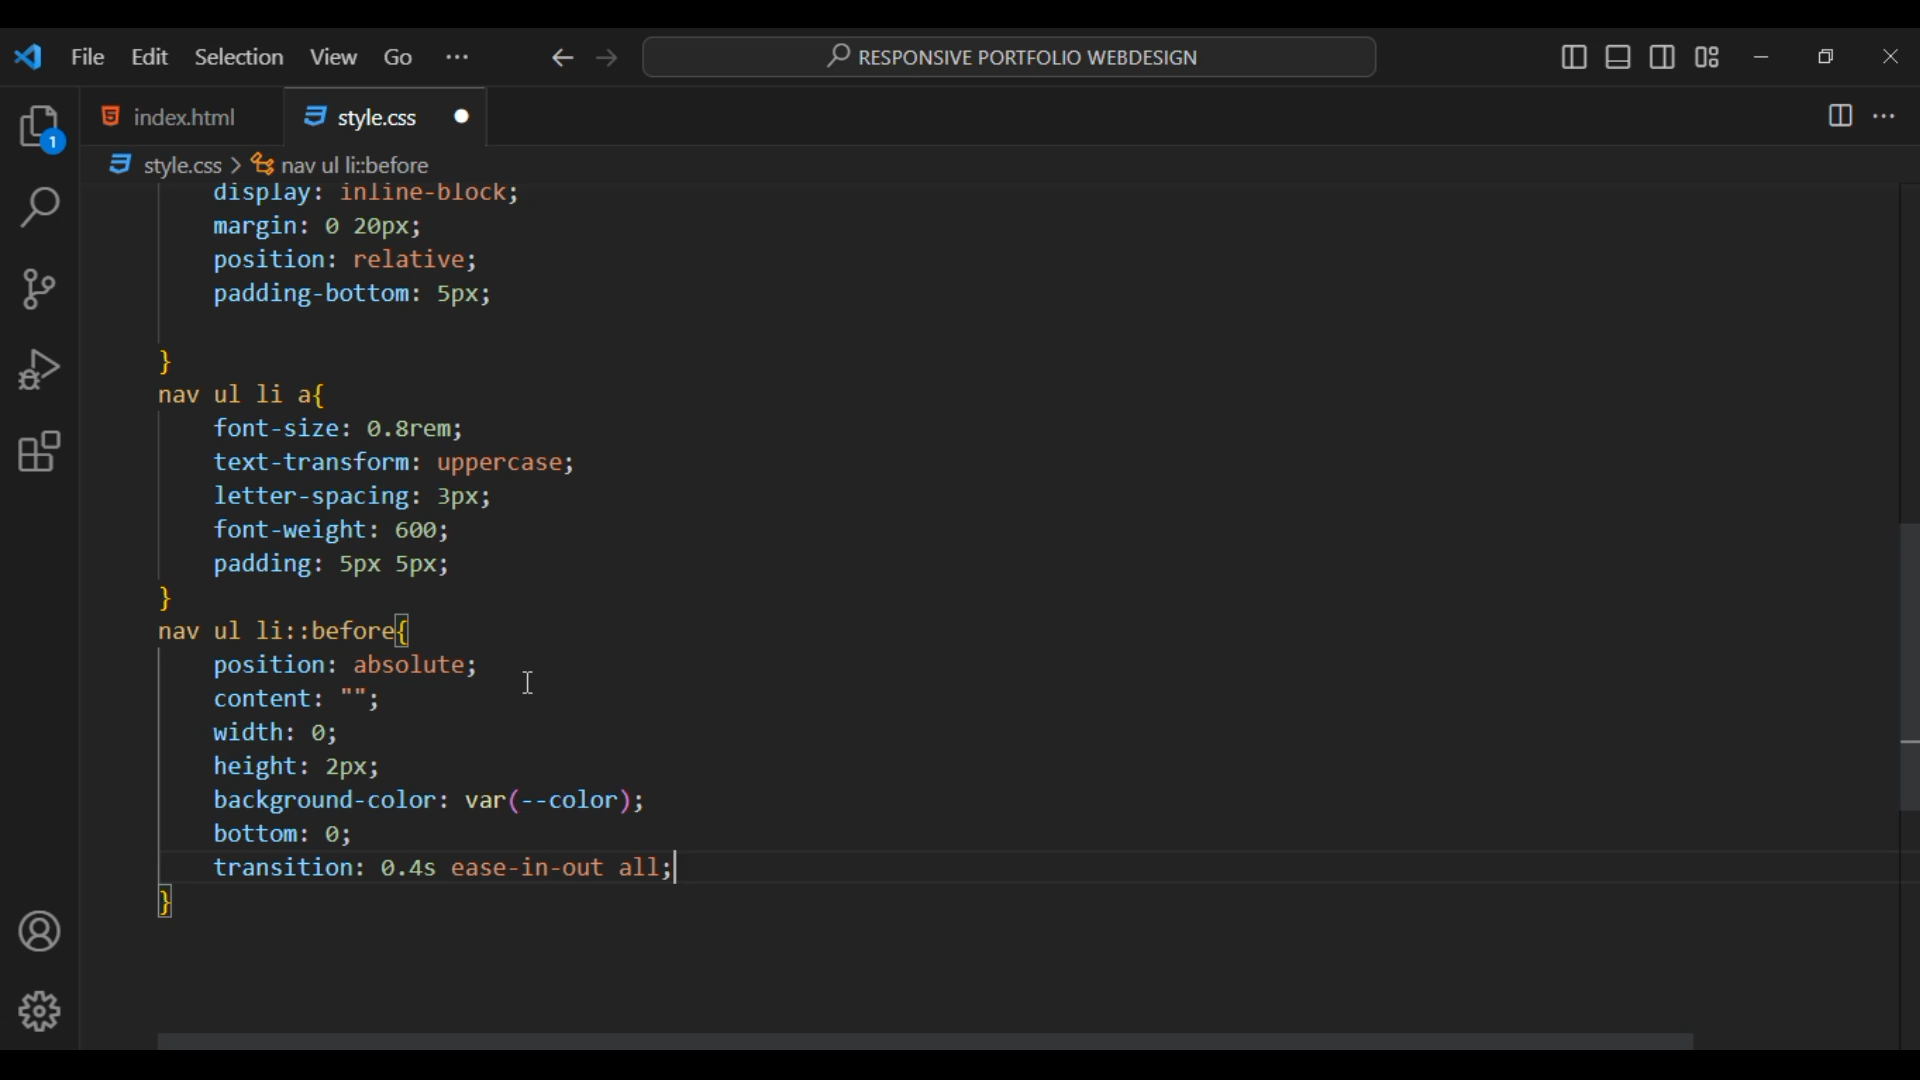 File Edit Selection View Go ···
RESPONSIVE PORTFOLIO WEBDESIGN
index.html
style.css
style.css > nav ul li::before
display: inline-block;
margin: 0 20px;
position: relative;
padding-bottom: 5px;
}
nav ul li a{
font-size: 0.8rem;
text-transform: uppercase;
letter-spacing: 3px;
font-weight: 600;
padding: 5px 5px;
}
nav ul li::before{
position: absolute;
content: "";
width: 0;
height: 2px;
background-color: var(--color);
bottom: 0;
transition: 0.4s ease-in-out all;
}
1